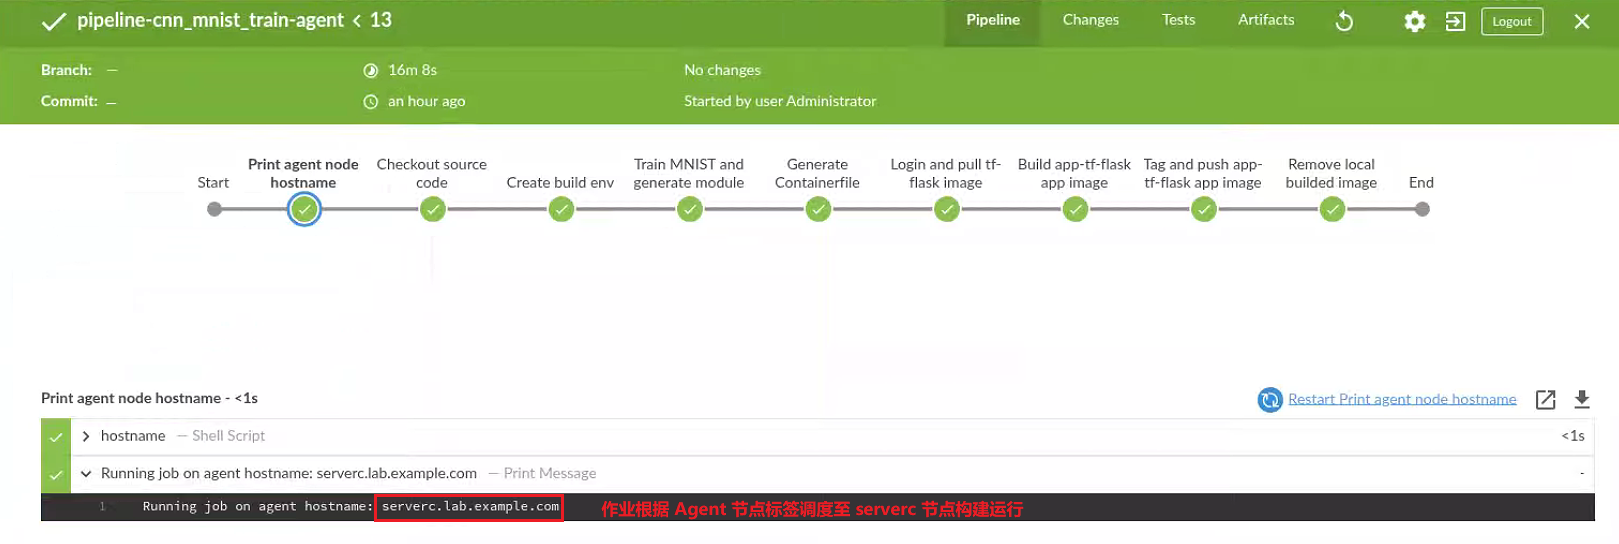 pipeline-cnn_mnist_train-agent < 13
Pipeline
Changes
Tests
Artifacts
Logout
Branch: —
16m 8s
No changes
Commit: —
an hour ago
Started by user Administrator
Start
Print agent node
hostname
Checkout source
code
Create build env
Train MNIST and
generate module
Generate
Containerfile
Login and pull tf-
flask image
Build app-tf-flask
app image
Tag and push app-
tf-flask app image
Remove local
builded image
End
Print agent node hostname - <1s
Restart Print agent node hostname
hostname — Shell Script
<1s
Running job on agent hostname: serverc.lab.example.com — Print Message
-
1 Running job on agent hostname: serverc.lab.example.com
作业根据 Agent 节点标签调度至 serverc 节点构建运行